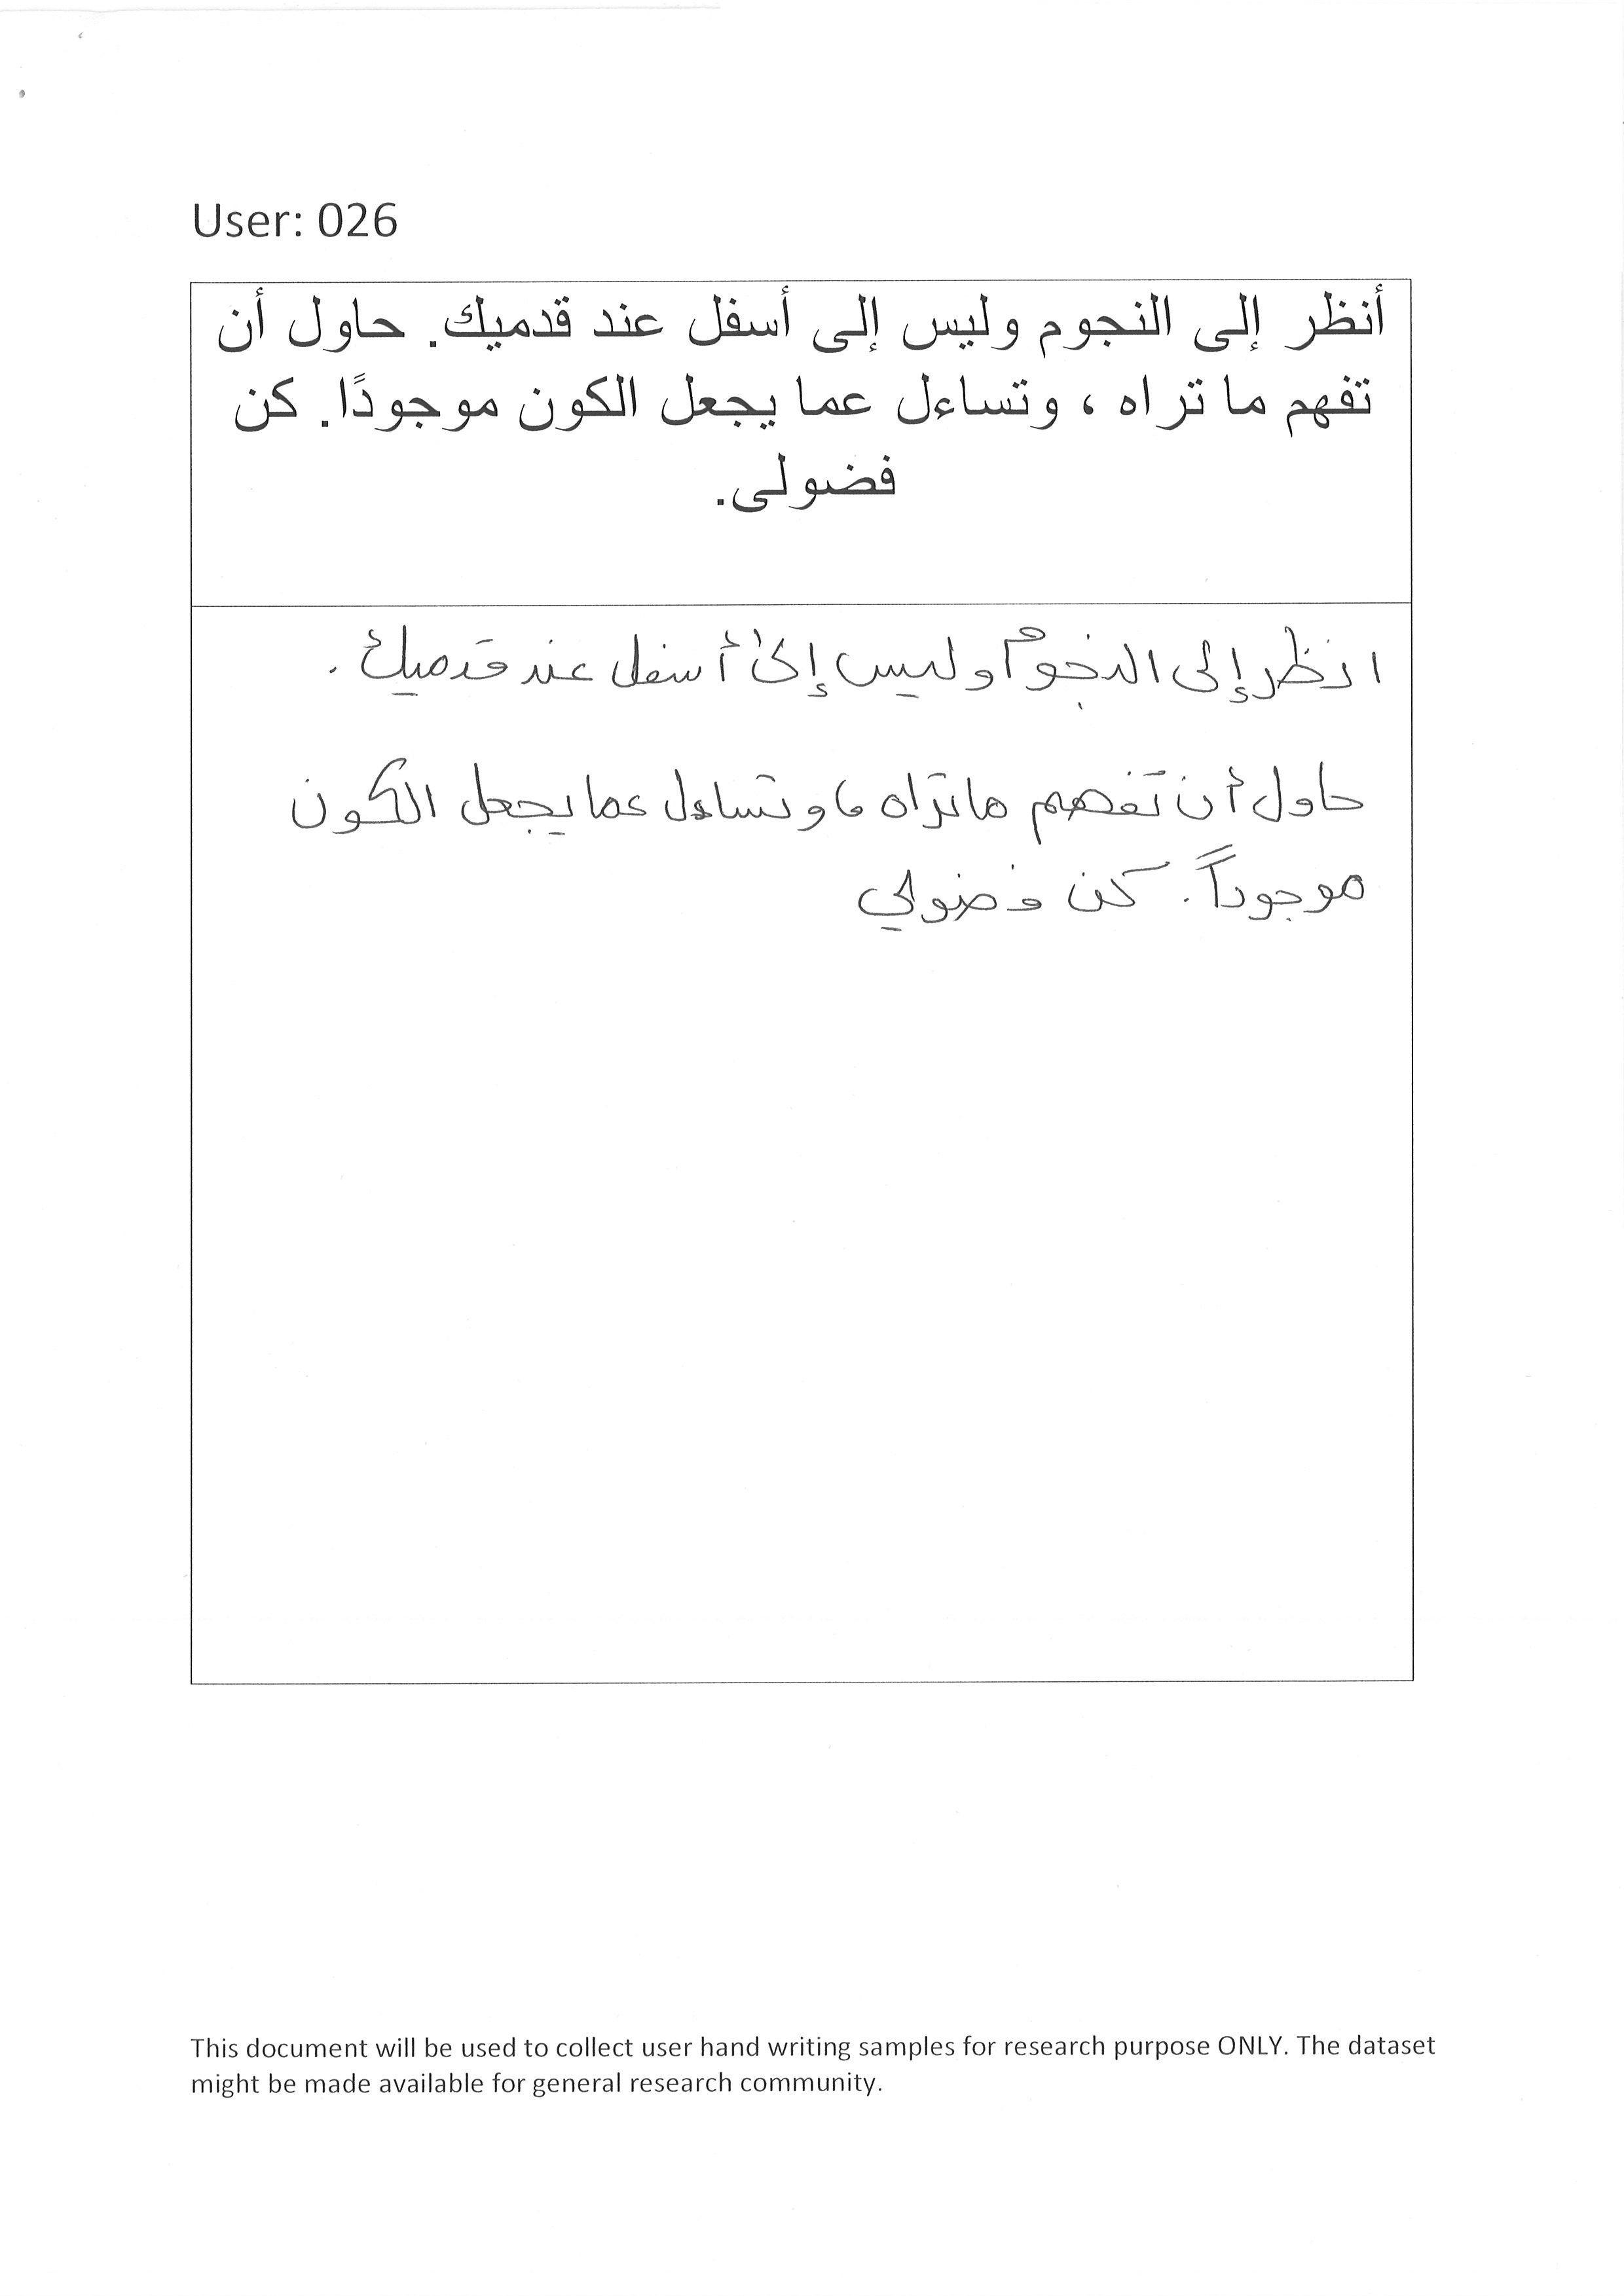 User: 026
أنظر إلى النجوم وليس إلى أسفل عند قدميك. حاول أن
تفهم ما تراه ، وتساءل عما يجعل الكون موجودًا. كن
فضولى.
انظر إلى النجوم وليس إلى أسفل عند قدميك .
حاول أن تفهم ما تراه ، وتساءل عما يجعل الكون
موجوداً. كن فضولي
This document will be used to collect user hand writing samples for research purpose ONLY. The dataset
might be made available for general research community.